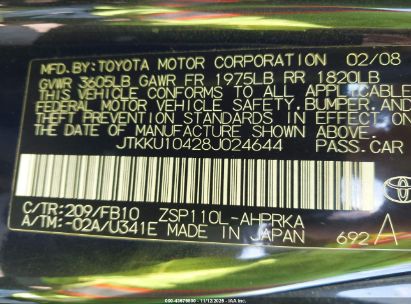 MFD. BY: TOYOTA MOTOR CORPORATION 02/08
GVWR 3605LB GAWR FR 1975LB RR 1820LB
THIS VEHICLE CONFORMS TO ALL APPLICABLE
FEDERAL MOTOR VEHICLE SAFETY, BUMPER, AND
THEFT PREVENTION STANDARDS IN EFFECT ON
THE DATE OF MANUFACTURE SHOWN ABOVE.
JTKKU10428J024644 PASS. CAR
C/TR: 209/FB10 ZSP110L-AHPRKA
A/TM: -02A/U341E MADE IN JAPAN 692 A